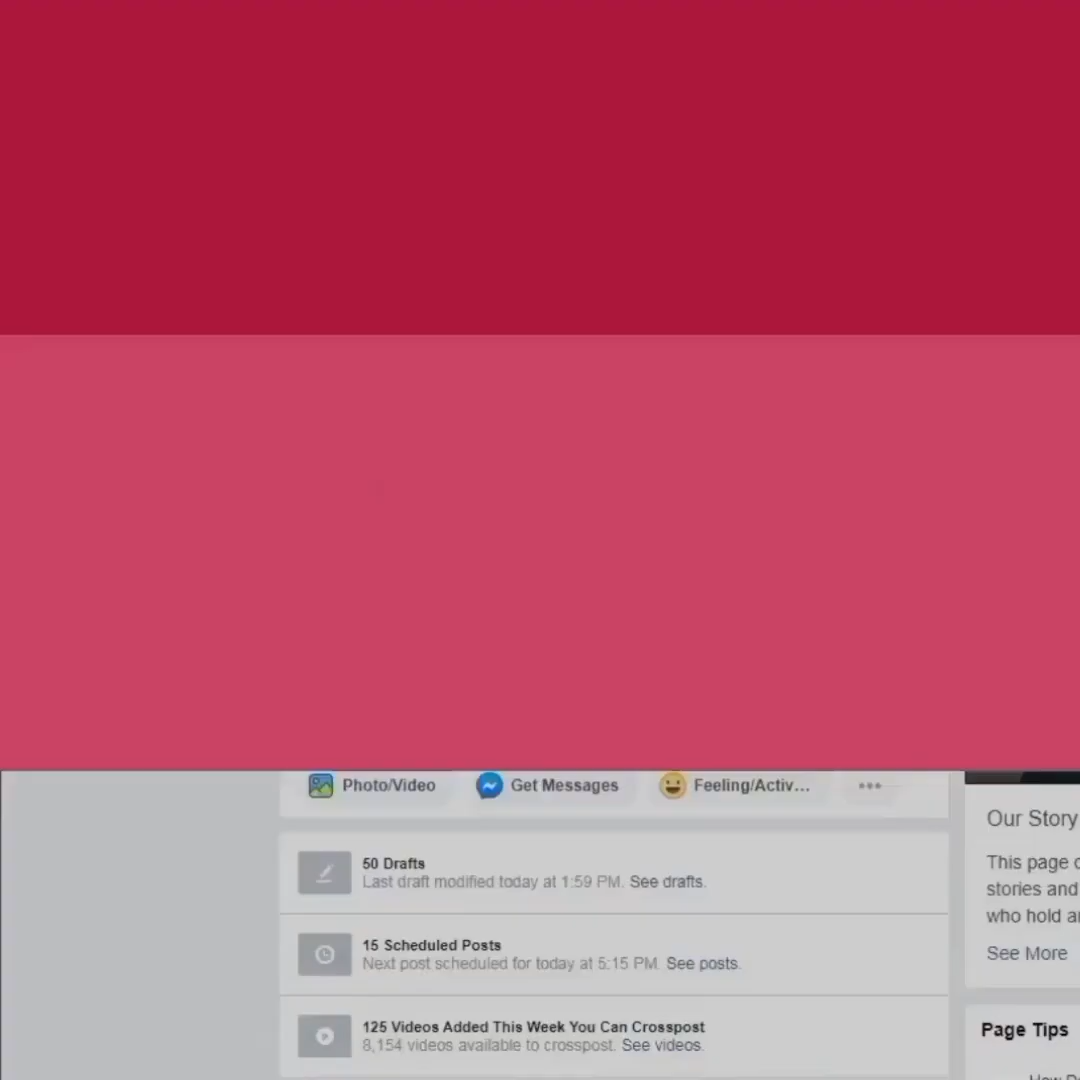 Photo/Video
Get Messages
Feeling/Activ...
50 Drafts
Last draft modified today at 1:59 PM. See drafts.
15 Scheduled Posts
Next post scheduled for today at 5:15 PM. See posts.
125 Videos Added This Week You Can Crosspost
8,154 videos available to crosspost. See videos.
Our Story
This page
stories and
who hold
See More
Page Tips